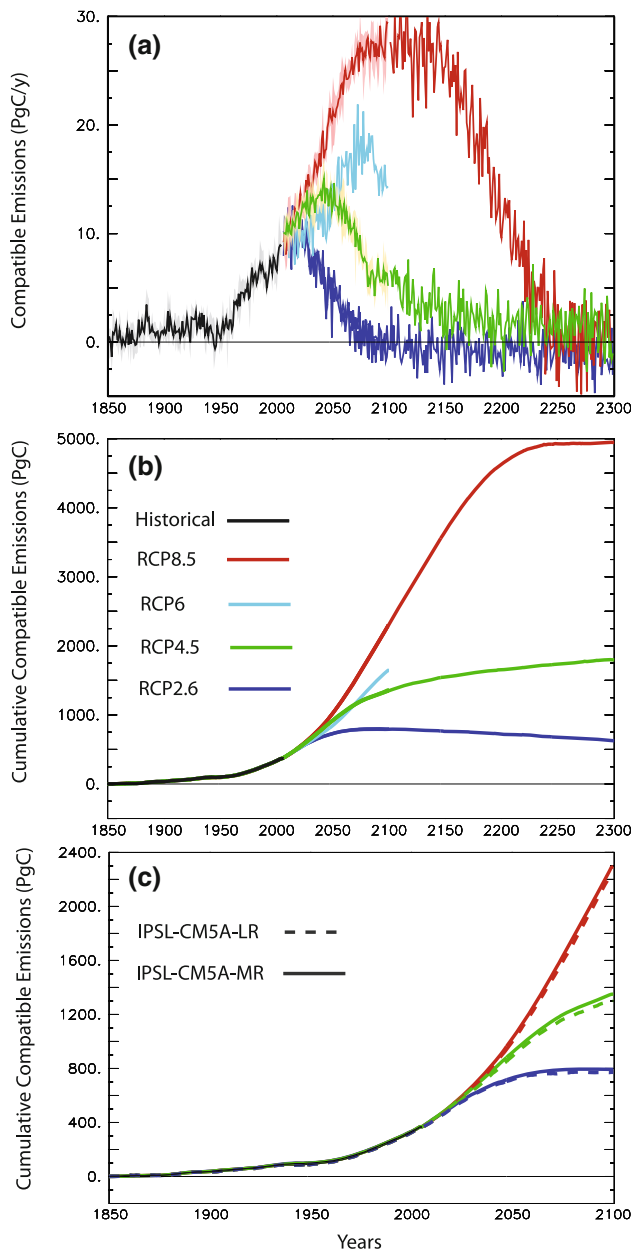 (a)
Compatible Emissions (PgC/y)
30.
20.
10.
0.
1850 1900 1950 2000 2050 2100 2150 2200 2250 2300
(b)
Cumulative Compatible Emissions (PgC)
5000.
4000.
3000.
2000.
1000.
0.
Historical
RCP8.5
RCP6
RCP4.5
RCP2.6
1850 1900 1950 2000 2050 2100 2150 2200 2250 2300
(c)
Cumulative Compatible Emissions (PgC)
2400.
2000.
1600.
1200.
800.
400.
0.
IPSL-CM5A-LR
IPSL-CM5A-MR
1850 1900 1950 2000 2050 2100
Years